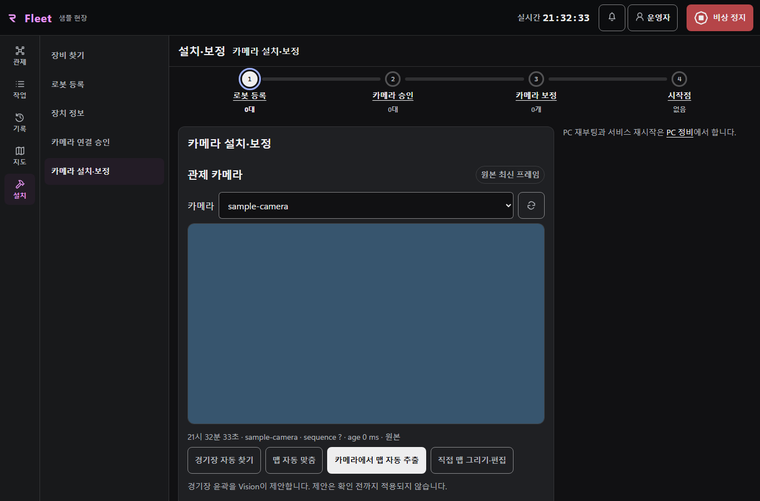 Fleet 샘플 현장
실시간 21:32:33
운영자
비상 정지
관제
작업
기록
지도
설치
장비 찾기
로봇 등록
장치 정보
카메라 연결 승인
카메라 설치·보정
설치·보정 카메라 설치·보정
1 2 3 4
로봇 등록 카메라 승인 카메라 보정 시작점
0대 0대 0개 없음
카메라 설치·보정
관제 카메라 원본 최신 프레임
카메라 sample-camera
21시 32분 33초 · sample-camera · sequence ? · age 0 ms · 원본
경기장 자동 찾기 맵 자동 맞춤 카메라에서 맵 자동 추출 직접 맵 그리기·편집
경기장 윤곽을 Vision이 제안합니다. 제안은 확인 전까지 적용되지 않습니다.
PC 재부팅과 서비스 재시작은 PC 정비에서 합니다.